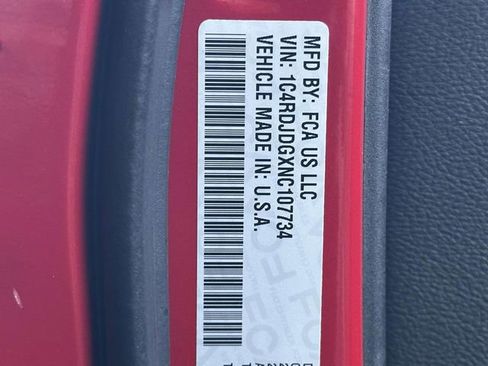 MFD BY: FCA US LLC
VIN: 1C4RDJDGXNC107734
VEHICLE MADE IN: U.S.A.